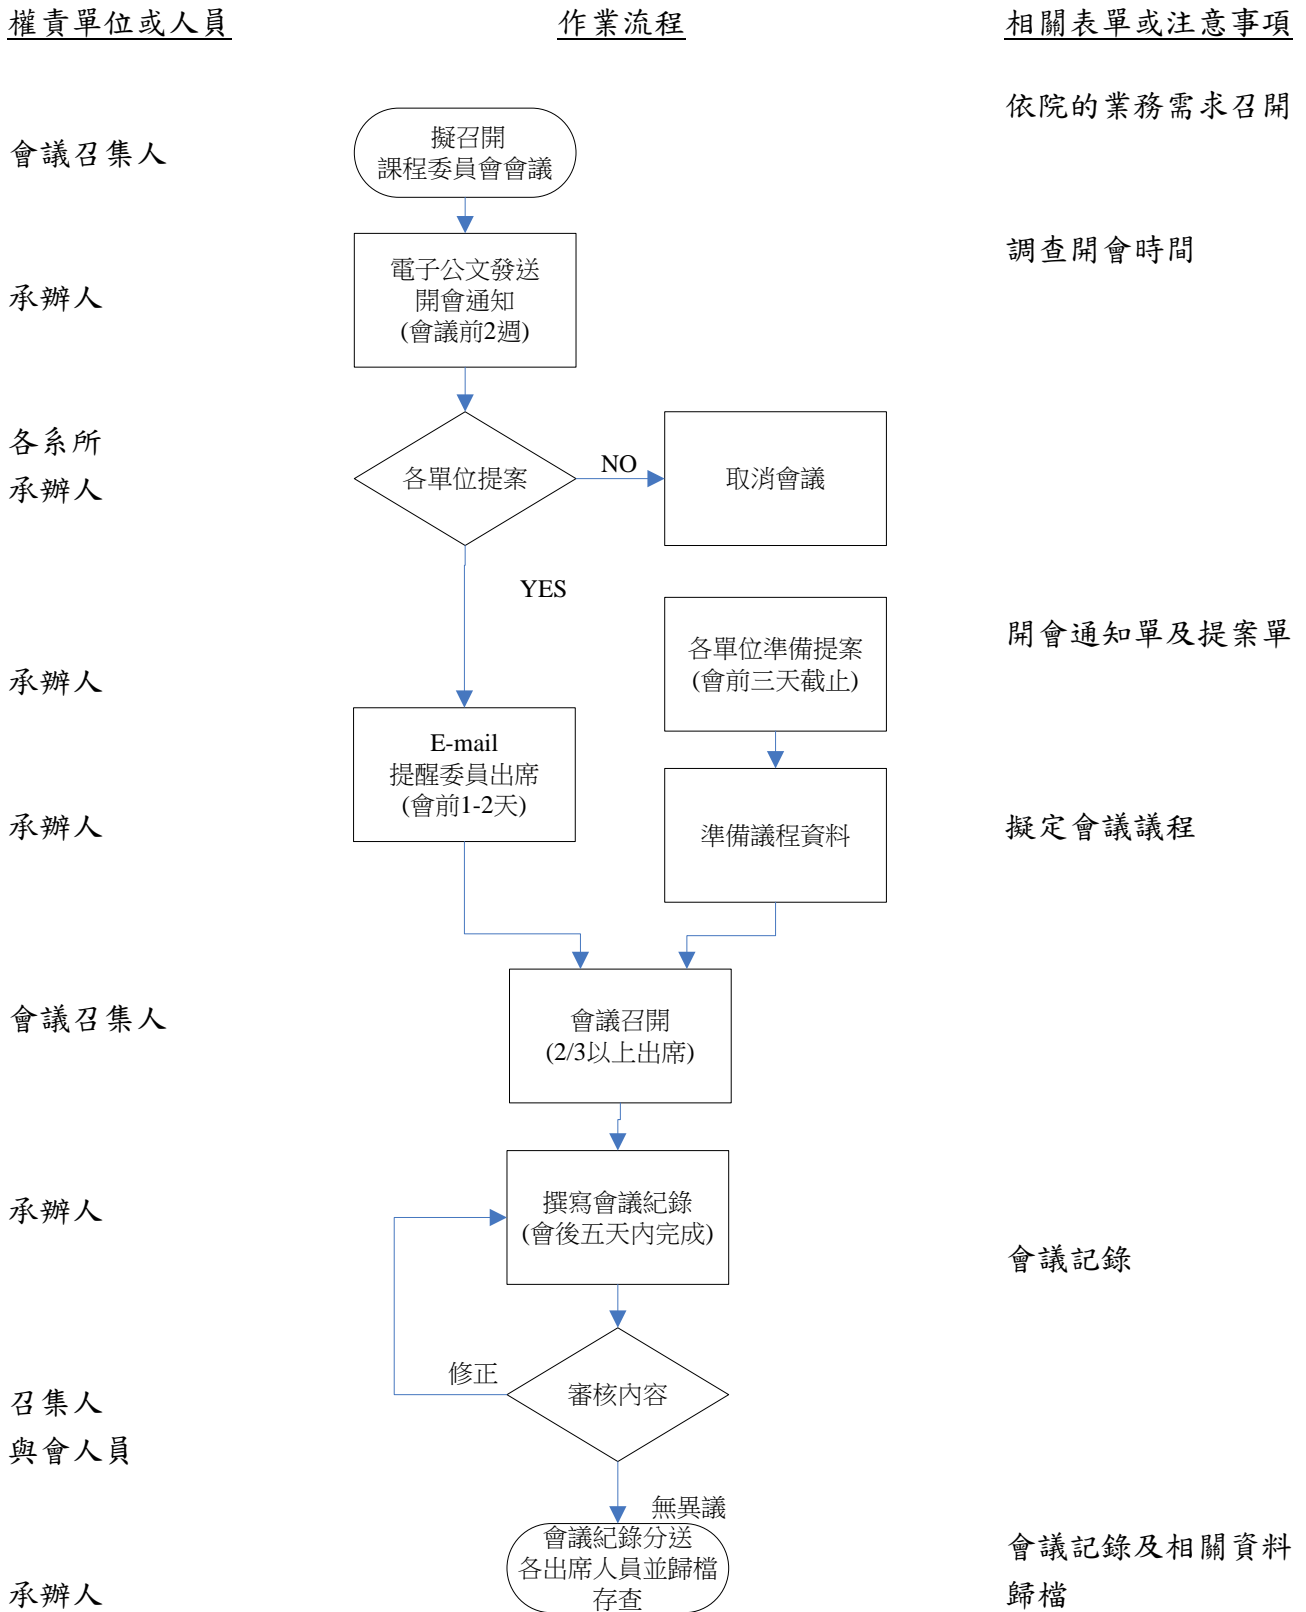 權責單位或人員
作業流程
相關表單或注意事項
依院的業務需求召開
會議召集人
擬召開
課程委員會會議
調查開會時間
承辦人
電子公文發送
開會通知
(會議前2週)
各系所
承辦人
各單位提案
NO
取消會議
YES
各單位準備提案
(會前三天截止)
開會通知單及提案單
承辦人
E-mail
提醒委員出席
(會前1-2天)
承辦人
準備議程資料
擬定會議議程
會議召集人
會議召開
(2/3以上出席)
承辦人
撰寫會議紀錄
(會後五天內完成)
會議記錄
修正
審核內容
召集人
與會人員
無異議
會議紀錄分送
各出席人員並歸檔
存查
會議記錄及相關資料
歸檔
承辦人